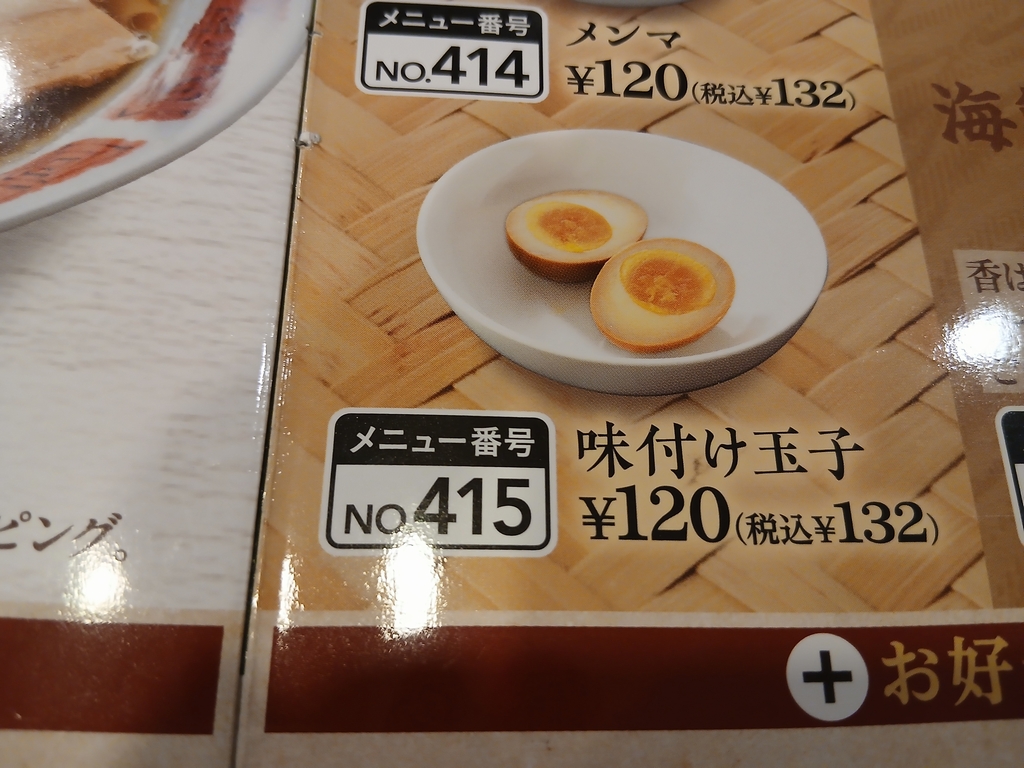 メニュー番号
NO.414
メンマ
¥120(税込¥132)
海
香は
メニュー番号
NO.415
味付け玉子
¥120(税込¥132)
ピング。
+お好